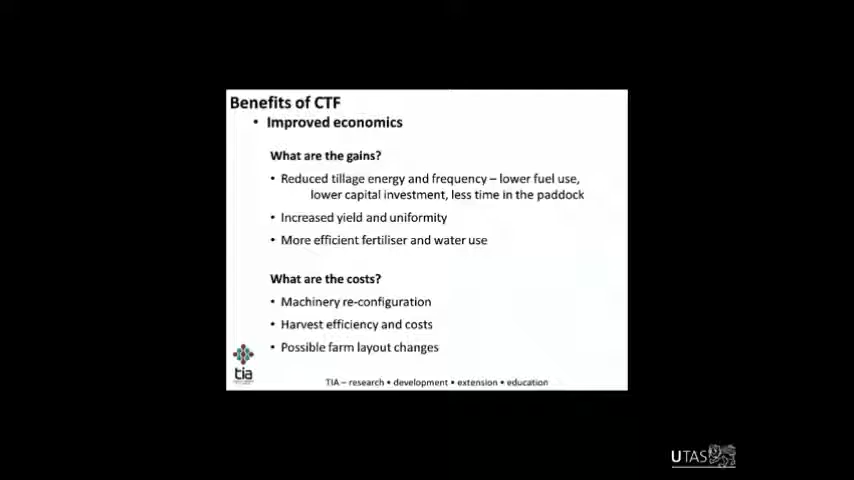 Benefits of CTF
• Improved economics
What are the gains?
• Reduced tillage energy and frequency – lower fuel use,
lower capital investment, less time in the paddock
• Increased yield and uniformity
• More efficient fertiliser and water use
What are the costs?
• Machinery re-configuration
• Harvest efficiency and costs
• Possible farm layout changes
tia
TIA – research • development • extension • education
UTAS